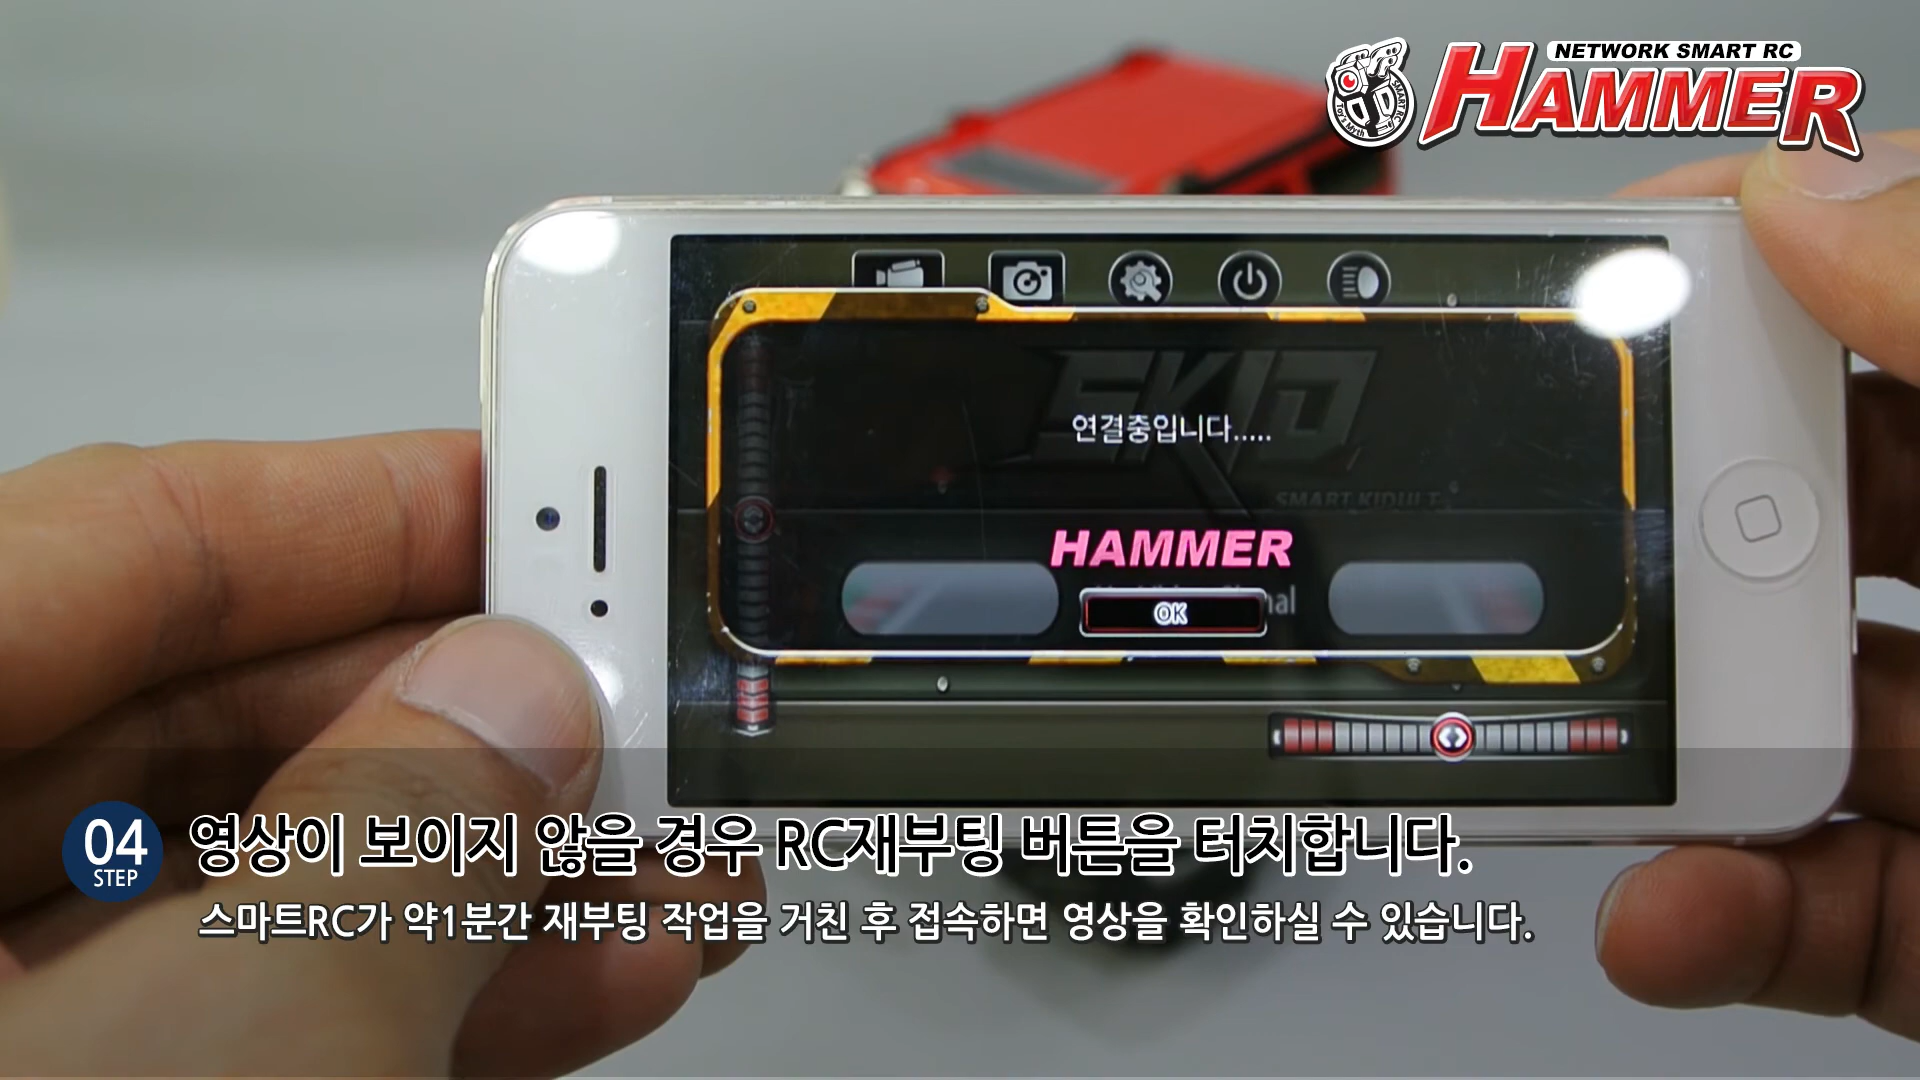 NETWORK SMART RC
HAMMER
SKID
SMART KIDULT
연결중입니다.....
HAMMER
OK
04
STEP
영상이 보이지 않을 경우 RC재부팅 버튼을 터치합니다.
스마트RC가 약1분간 재부팅 작업을 거친 후 접속하면 영상을 확인하실 수 있습니다.